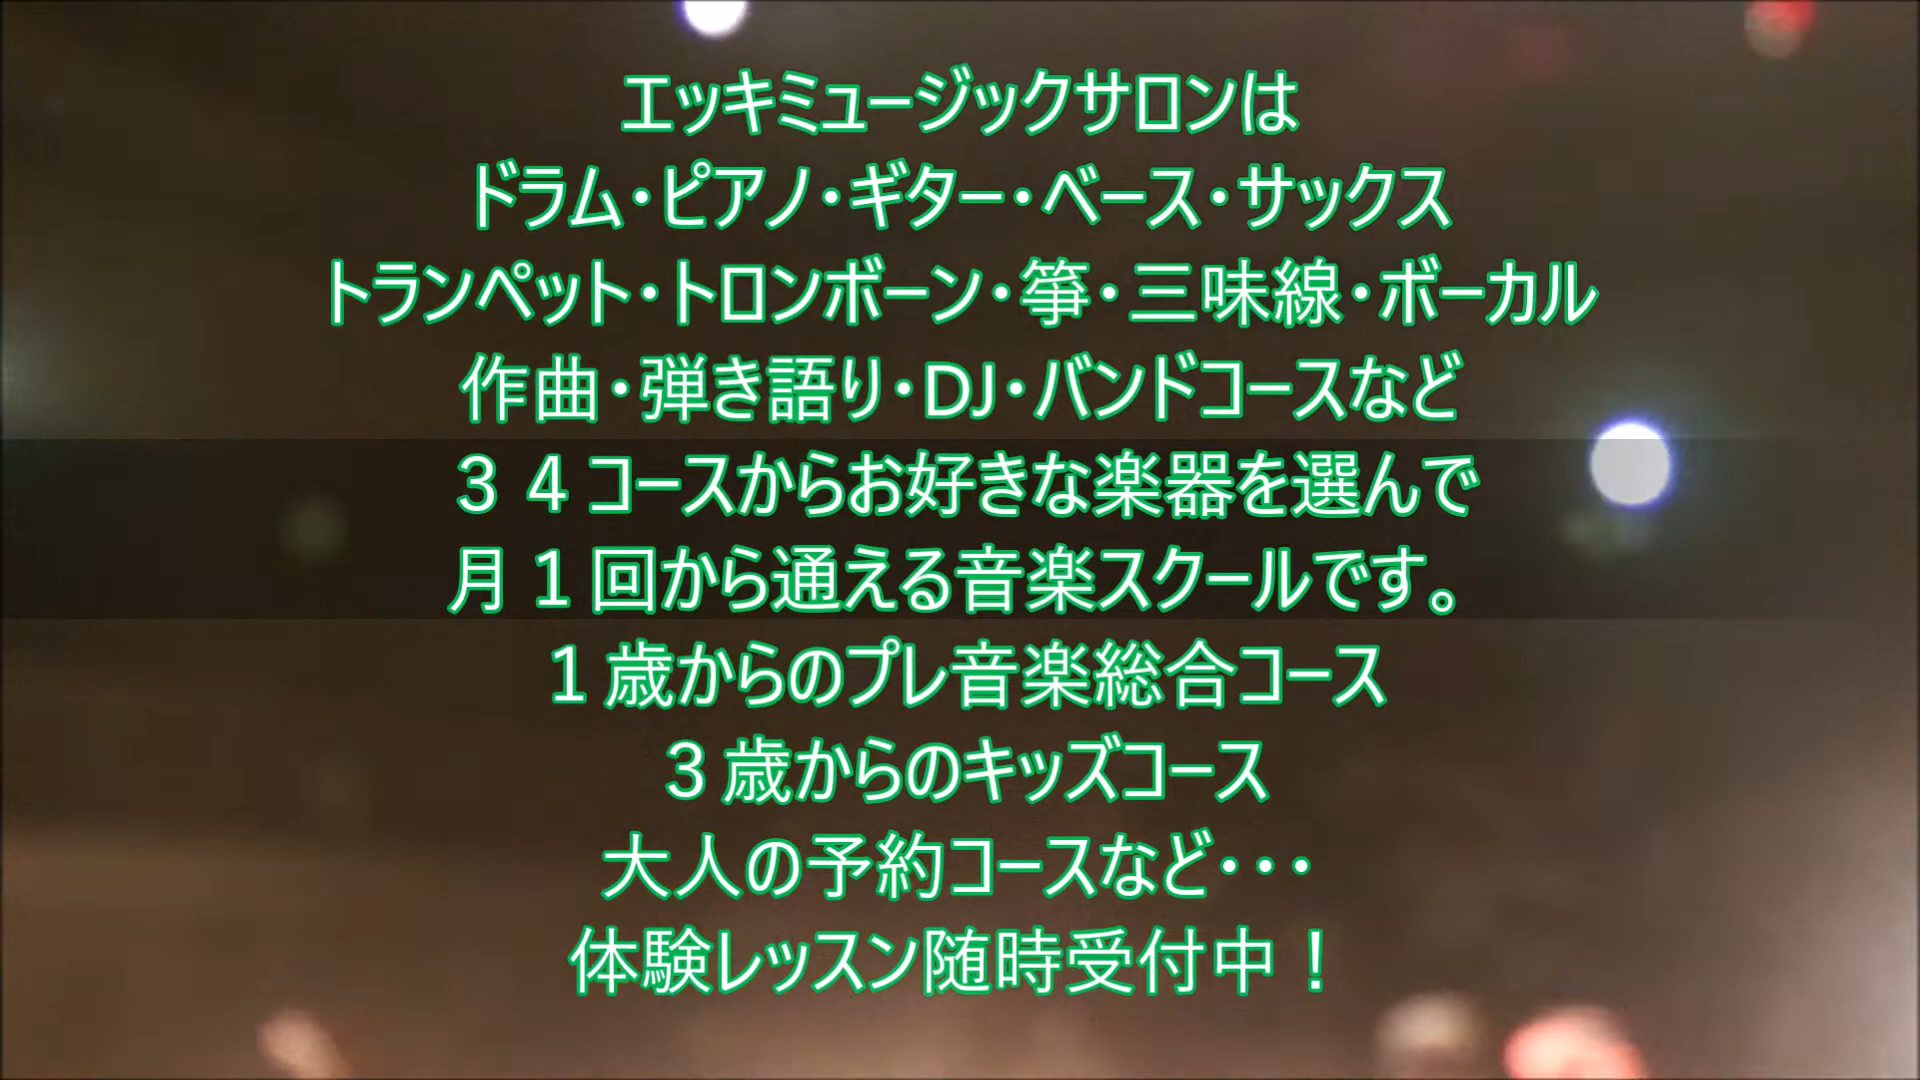 エッキミュージックサロンは
ドラム・ピアノ・ギター・ベース・サックス
トランペット・トロンボーン・箏・三味線・ボーカル
作曲・弾き語り・DJ・バンドコースなど
３４コースからお好きな楽器を選んで
月１回から通える音楽スクールです。
１歳からのプレ音楽総合コース
３歳からのキッズコース
大人の予約コースなど・・・
体験レッスン随時受付中！